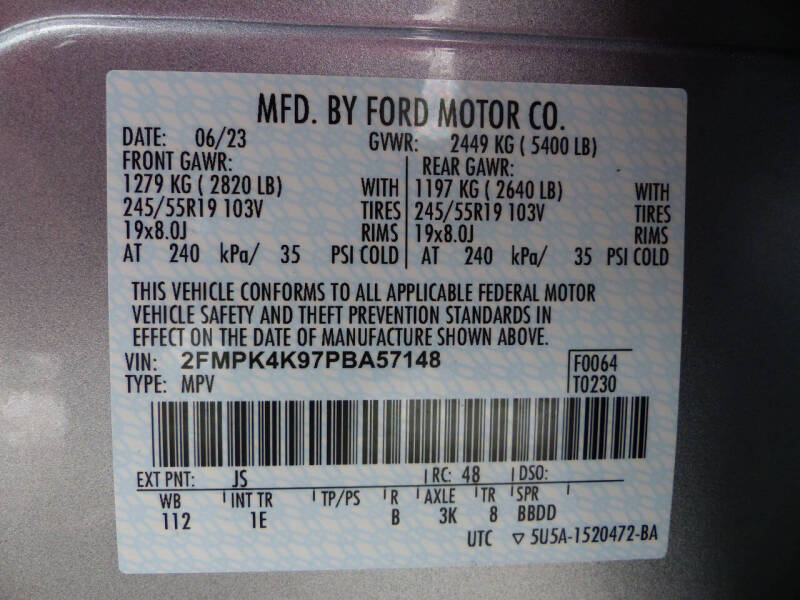 MFD. BY FORD MOTOR CO.
DATE: 06/23 GVWR: 2449 KG ( 5400 LB)
FRONT GAWR: REAR GAWR:
1279 KG ( 2820 LB) WITH 1197 KG ( 2640 LB) WITH
245/55R19 103V TIRES 245/55R19 103V TIRES
19x8.0J RIMS 19x8.0J RIMS
AT 240 kPa/ 35 PSI COLD AT 240 kPa/ 35 PSI COLD
THIS VEHICLE CONFORMS TO ALL APPLICABLE FEDERAL MOTOR
VEHICLE SAFETY AND THEFT PREVENTION STANDARDS IN
EFFECT ON THE DATE OF MANUFACTURE SHOWN ABOVE.
VIN: 2FMPK4K97PBA57148 F0064
TYPE: MPV T0230
EXT PNT: JS RC: 48 DSO:
WB INT TR TP/PS R AXLE TR SPR
112 1E B 3K 8 BBDD
UTC ▽ 5U5A-1520472-BA